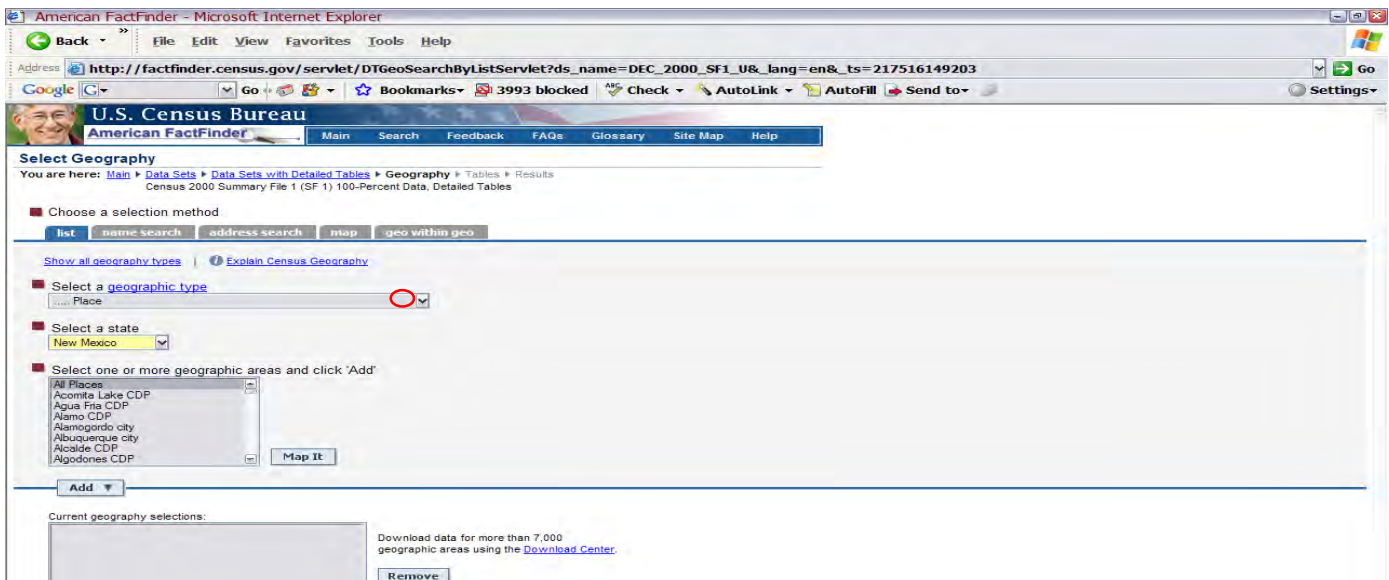 American FactFinder - Microsoft Internet Explorer
Back » File Edit View Favorites Tools Help
Address http://factfinder.census.gov/servlet/DTGeoSearchByListServlet?ds_name=DEC_2000_SF1_U&_lang=en&_ts=217516149203 Go
Google G Go Bookmarks 3993 blocked ABC Check AutoLink AutoFill Send to Settings
U.S. Census Bureau
American FactFinder Main Search Feedback FAQs Glossary Site Map Help
Select Geography
You are here: Main Data Sets Data Sets with Detailed Tables Geography Tables Results
Census 2000 Summary File 1 (SF 1) 100-Percent Data, Detailed Tables
Choose a selection method
list name search address search map geo within geo
Show all geography types | i Explain Census Geography
Select a geographic type
..... Place
Select a state
New Mexico
Select one or more geographic areas and click 'Add'
All Places
Acomita Lake CDP
Agua Fria CDP
Alamo CDP
Alamogordo city
Albuquerque city
Alcalde CDP
Algodones CDP
Map It
Add
Current geography selections:
Download data for more than 7,000
geographic areas using the Download Center.
Remove